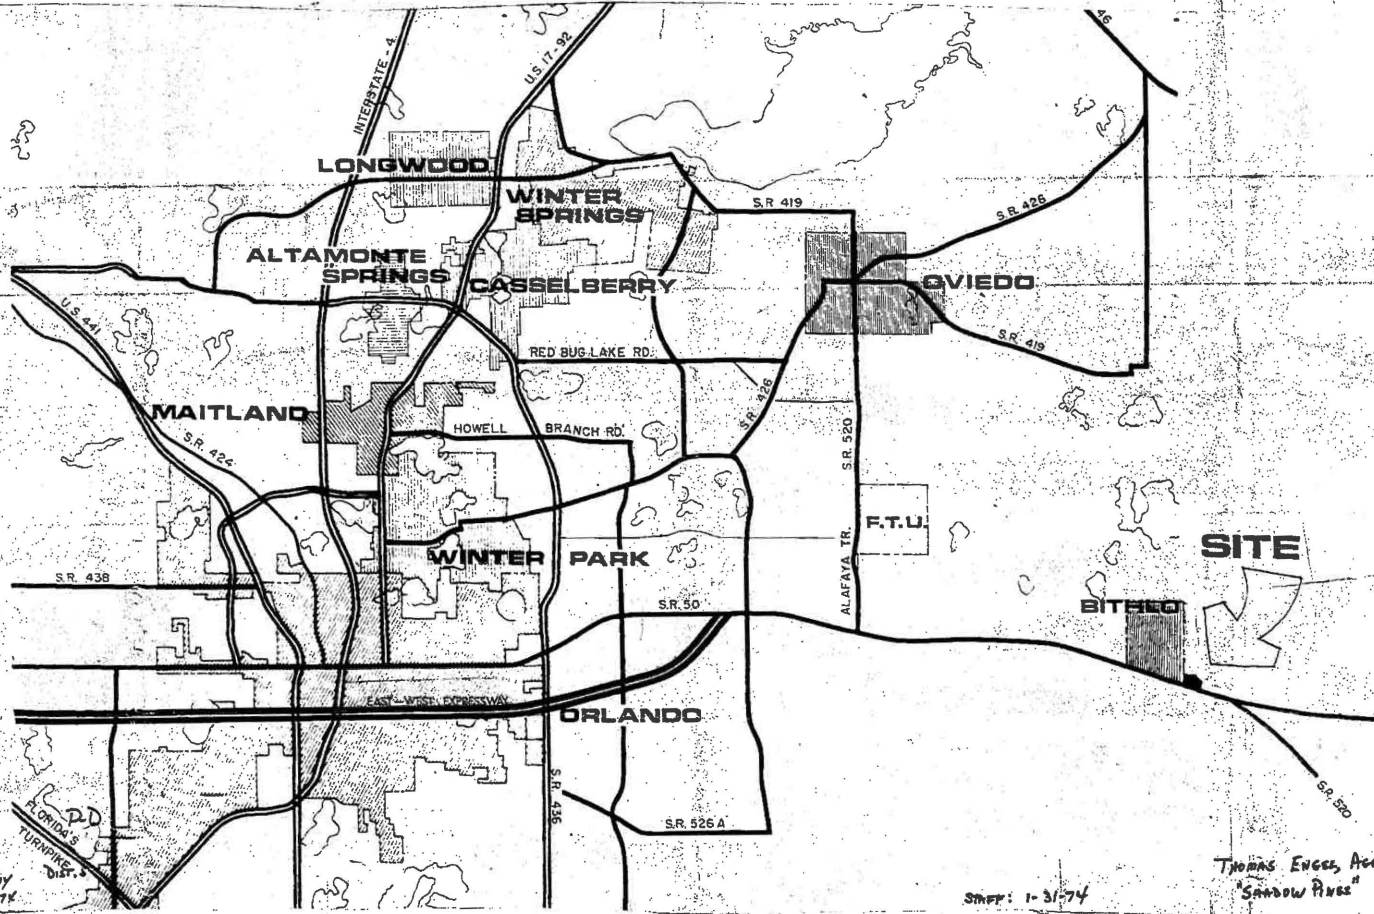 46
INTERSTATE - 4
U.S. 17 - 92
LONGWOOD
WINTER
SPRINGS
S.R. 419
S.R. 426
ALTAMONTE
SPRINGS
CASSELBERRY
OVIEDO
U.S. 441
S.R. 419
RED BUG LAKE RD.
MAITLAND
S.R. 426
HOWELL BRANCH RD.
S.R. 424
S.R. 520
F.T.U.
WINTER PARK
SITE
S.R. 438
ALAFAYA TR.
S.R. 50
BITHLO
EAST-WEST EXPRESSWAY
ORLANDO
S.R. 436
S.R. 520
P.D.
FLORIDA'S
TURNPIKE
DIST. 5
S.R. 526 A
THOMAS ENGEL,
"SHADOW PINES"
STAFF: 1-31-74